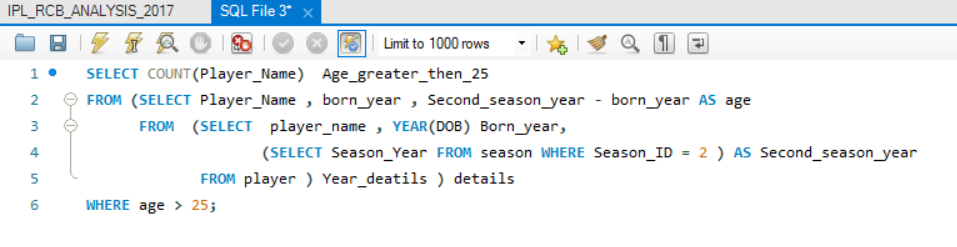 IPL_RCB_ANALYSIS_2017 SQL File 3*
Limit to 1000 rows
1 SELECT COUNT(Player_Name)  Age_greater_then_25
2 FROM (SELECT Player_Name , born_year , Second_season_year - born_year AS age
3 FROM  (SELECT  player_name , YEAR(DOB) Born_year,
4 (SELECT Season_Year FROM season WHERE Season_ID = 2 ) AS Second_season_year
5 FROM player ) Year_deatils ) details
6 WHERE age > 25;